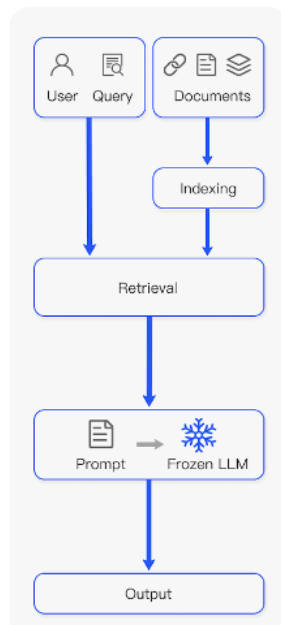 User Query
Documents
Indexing
Retrieval
Prompt
Frozen LLM
Output